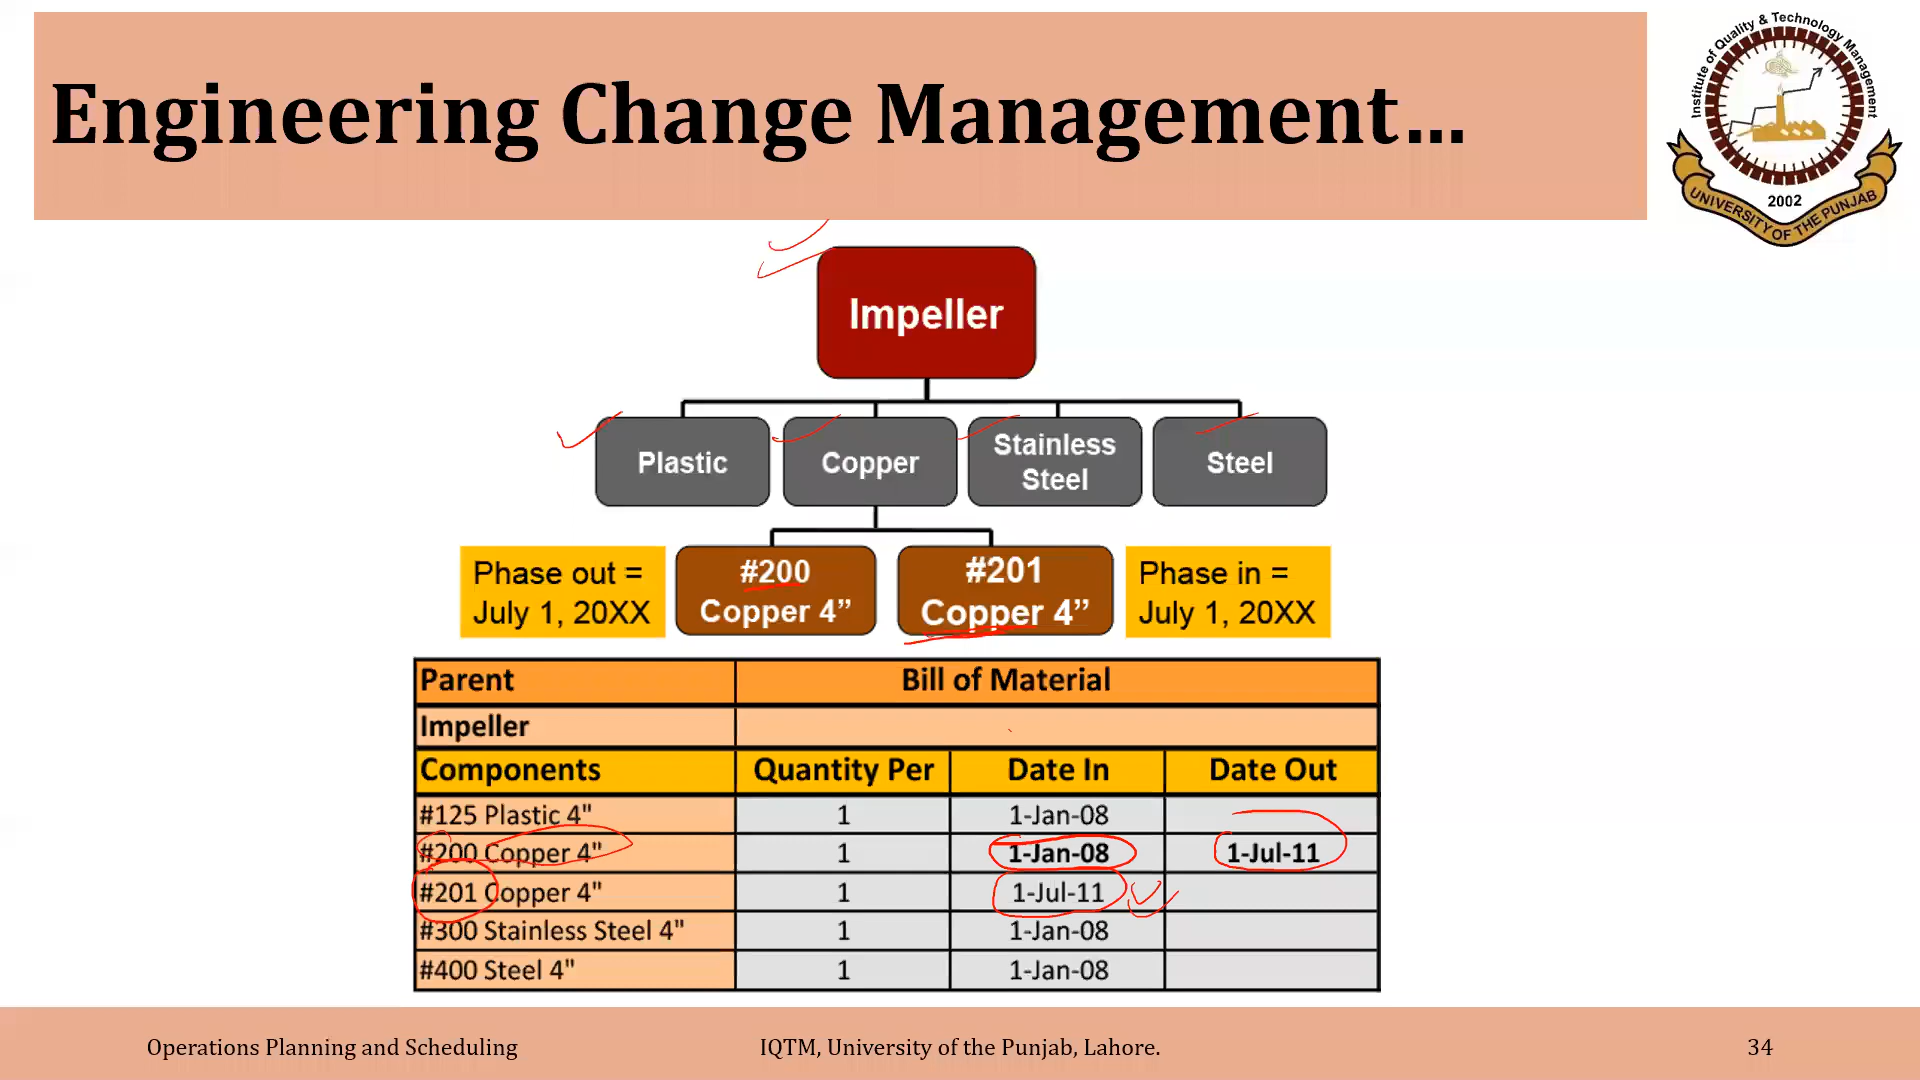 Engineering Change Management...
Institute of Quality & Technology Management
2002
UNIVERSITY OF THE PUNJAB
Impeller
Plastic
Copper
Stainless
Steel
Steel
Phase out =
July 1, 20XX
#200
Copper 4”
#201
Copper 4”
Phase in =
July 1, 20XX
Parent Bill of Material
Impeller
Components Quantity Per Date In Date Out
#125 Plastic 4" 1 1-Jan-08
#200 Copper 4" 1 1-Jan-08 1-Jul-11
#201 Copper 4" 1 1-Jul-11
#300 Stainless Steel 4" 1 1-Jan-08
#400 Steel 4" 1 1-Jan-08
Operations Planning and Scheduling IQTM, University of the Punjab, Lahore. 34